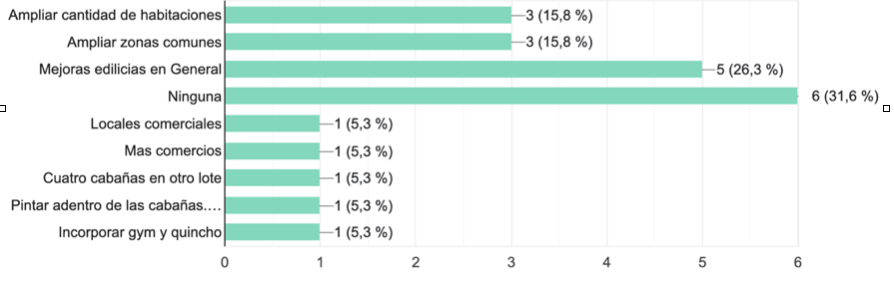 Ampliar cantidad de habitaciones 3 (15,8 %)
Ampliar zonas comunes 3 (15,8 %)
Mejoras edilicias en General 5 (26,3 %)
Ninguna 6 (31,6 %)
Locales comerciales 1 (5,3 %)
Mas comercios 1 (5,3 %)
Cuatro cabañas en otro lote 1 (5,3 %)
Pintar adentro de las cabañas.… 1 (5,3 %)
Incorporar gym y quincho 1 (5,3 %)
0 1 2 3 4 5 6